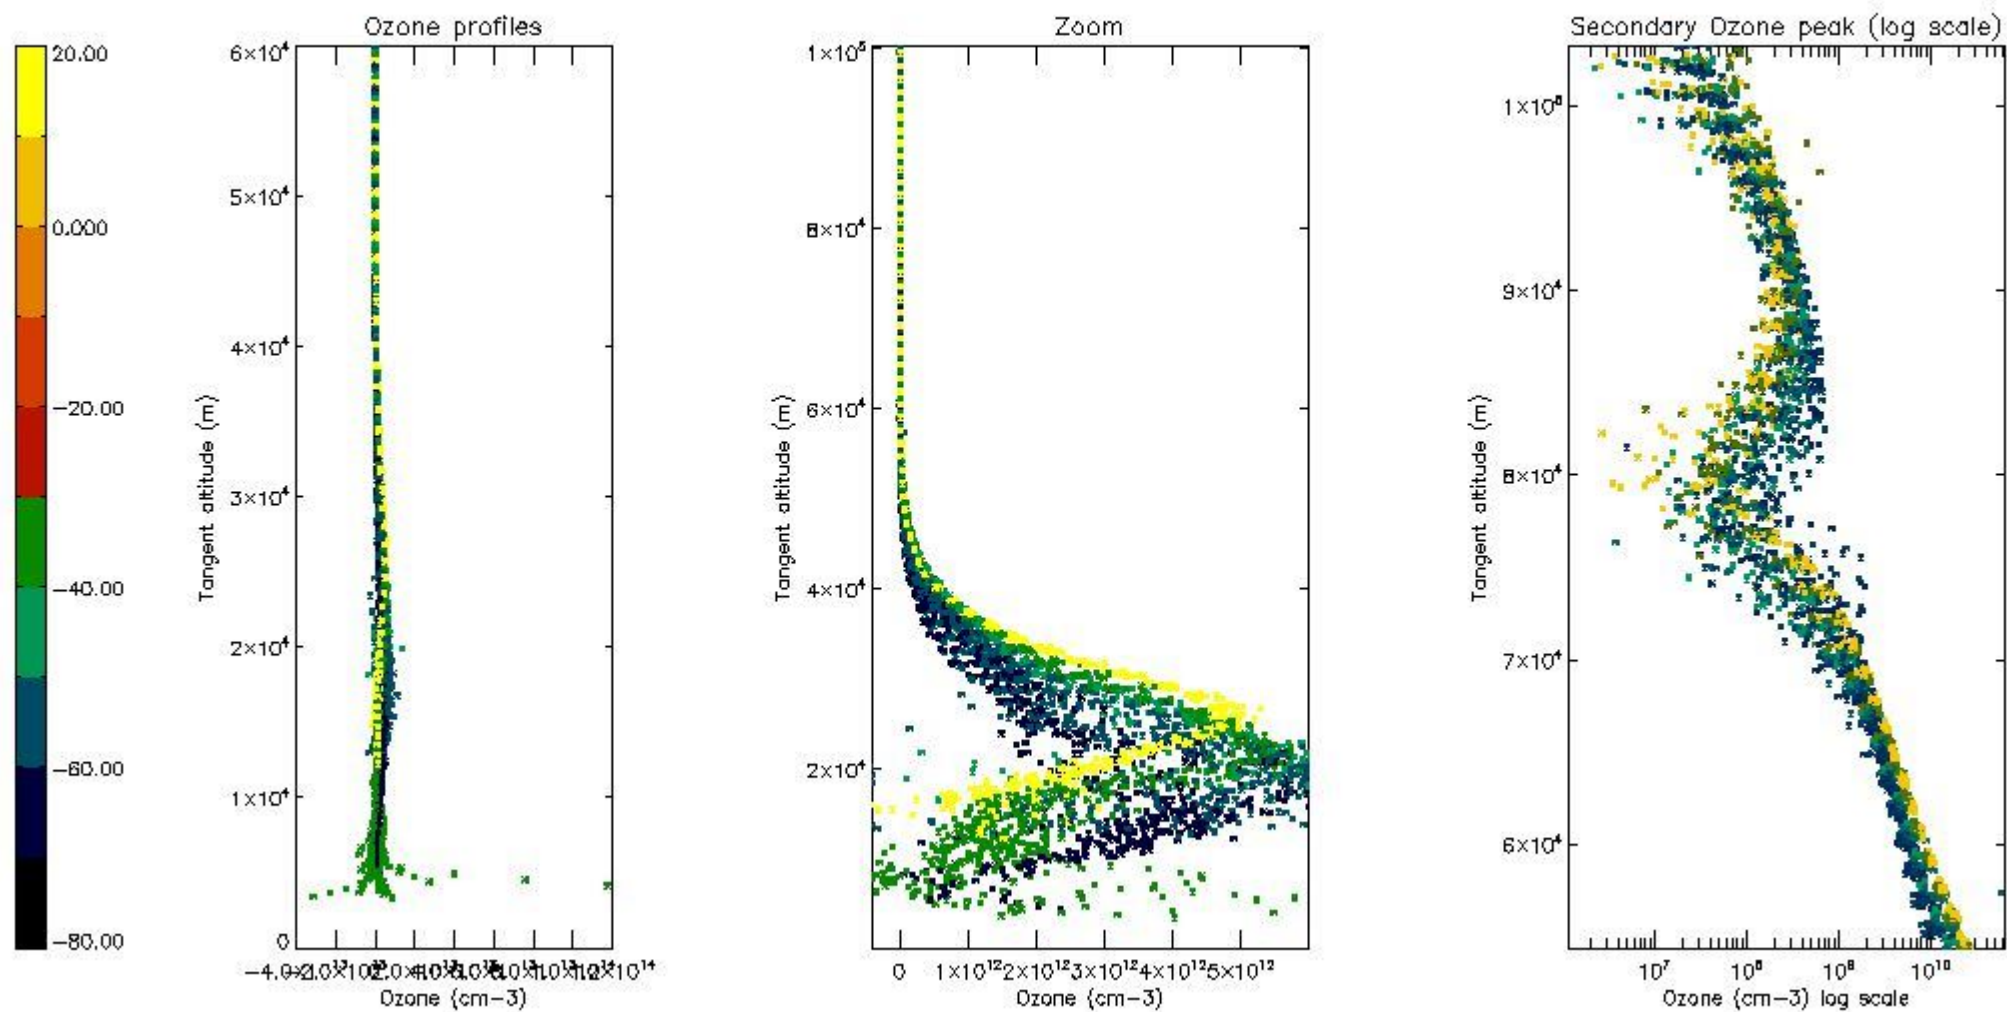 Ozone profiles
Zoom
Secondary Ozone peak (log scale)
20.00
0.000
−20.00
−40.00
−60.00
−80.00
6×10⁴
5×10⁴
4×10⁴
3×10⁴
2×10⁴
1×10⁴
0
Tangent altitude (m)
Ozone (cm−3)
1×10⁵
8×10⁴
6×10⁴
4×10⁴
2×10⁴
Tangent altitude (m)
0 1×10¹² 2×10¹² 3×10¹² 4×10¹² 5×10¹²
Ozone (cm−3)
9×10⁴
8×10⁴
7×10⁴
6×10⁴
Tangent altitude (m)
10⁷ 10⁸ 10⁹ 10¹⁰
Ozone (cm−3) log scale